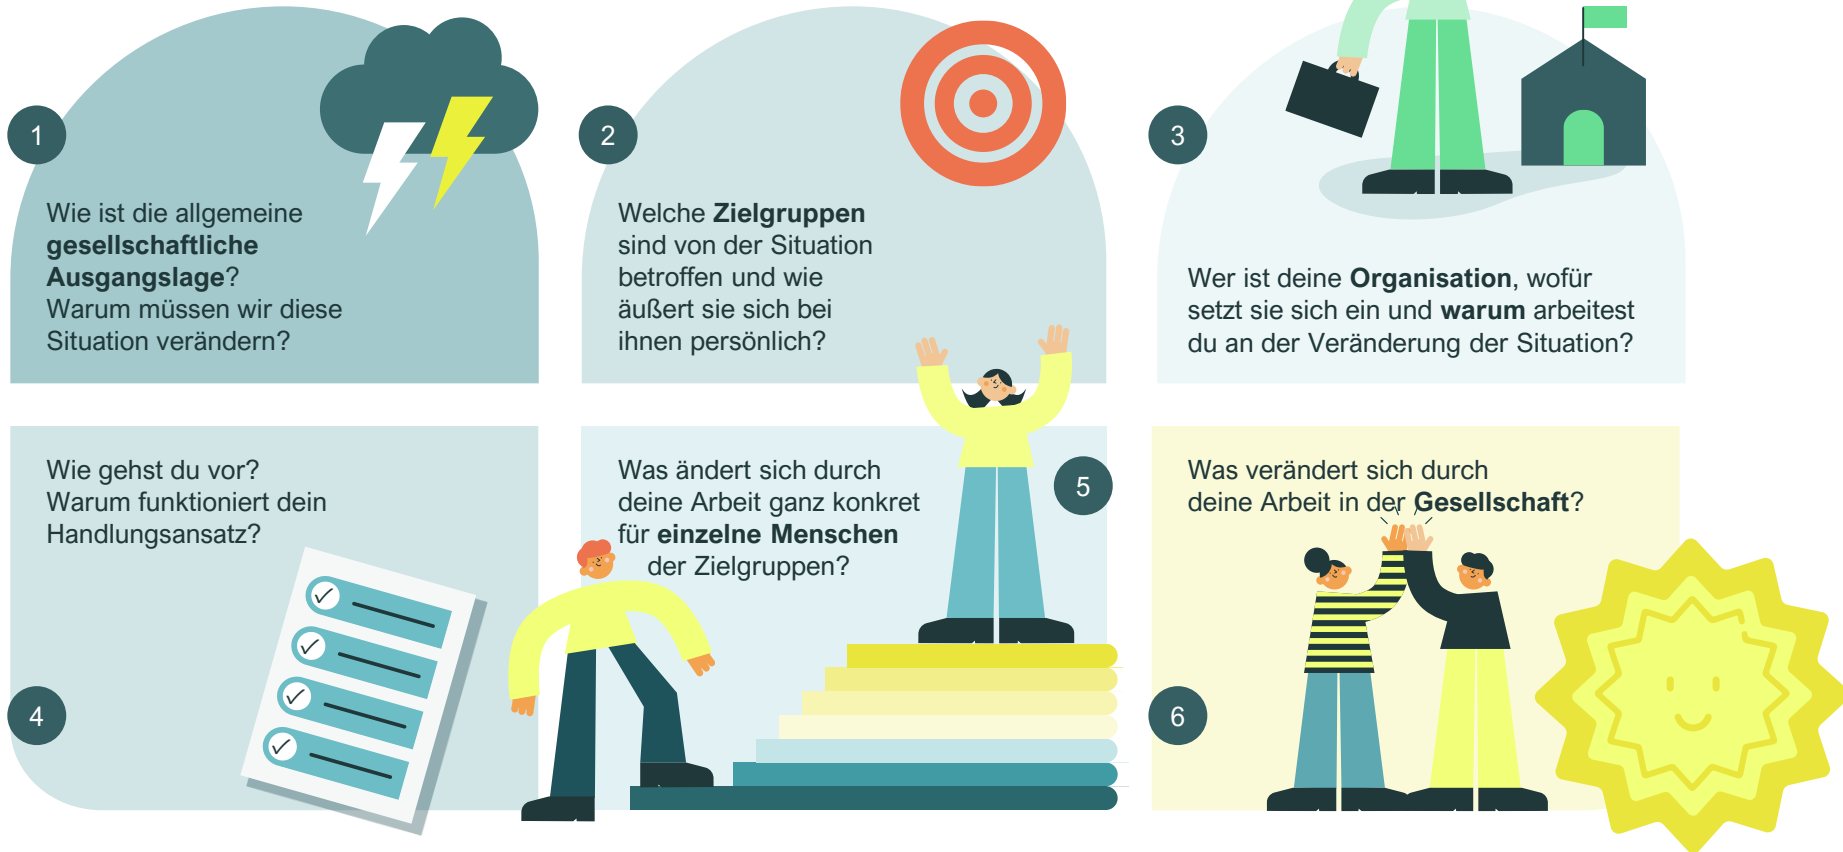 1
Wie ist die allgemeine
gesellschaftliche
Ausgangslage?
Warum müssen wir diese
Situation verändern?
2
Welche Zielgruppen
sind von der Situation
betroffen und wie
äußert sie sich bei
ihnen persönlich?
3
Wer ist deine Organisation, wofür
setzt sie sich ein und warum arbeitest
du an der Veränderung der Situation?
4
Wie gehst du vor?
Warum funktioniert dein
Handlungsansatz?
5
Was ändert sich durch
deine Arbeit ganz konkret
für einzelne Menschen
der Zielgruppen?
6
Was verändert sich durch
deine Arbeit in der Gesellschaft?